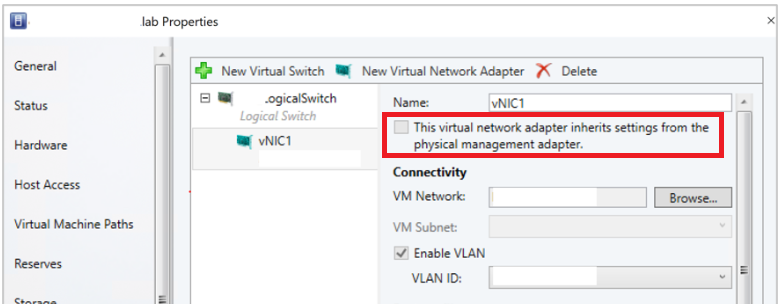 .lab Properties
General
Status
Hardware
Host Access
Virtual Machine Paths
Reserves
Storage
New Virtual Switch New Virtual Network Adapter Delete
.ogicalSwitch
Logical Switch
vNIC1
Name: vNIC1
This virtual network adapter inherits settings from the
physical management adapter.
Connectivity
VM Network: Browse...
VM Subnet:
Enable VLAN
VLAN ID: